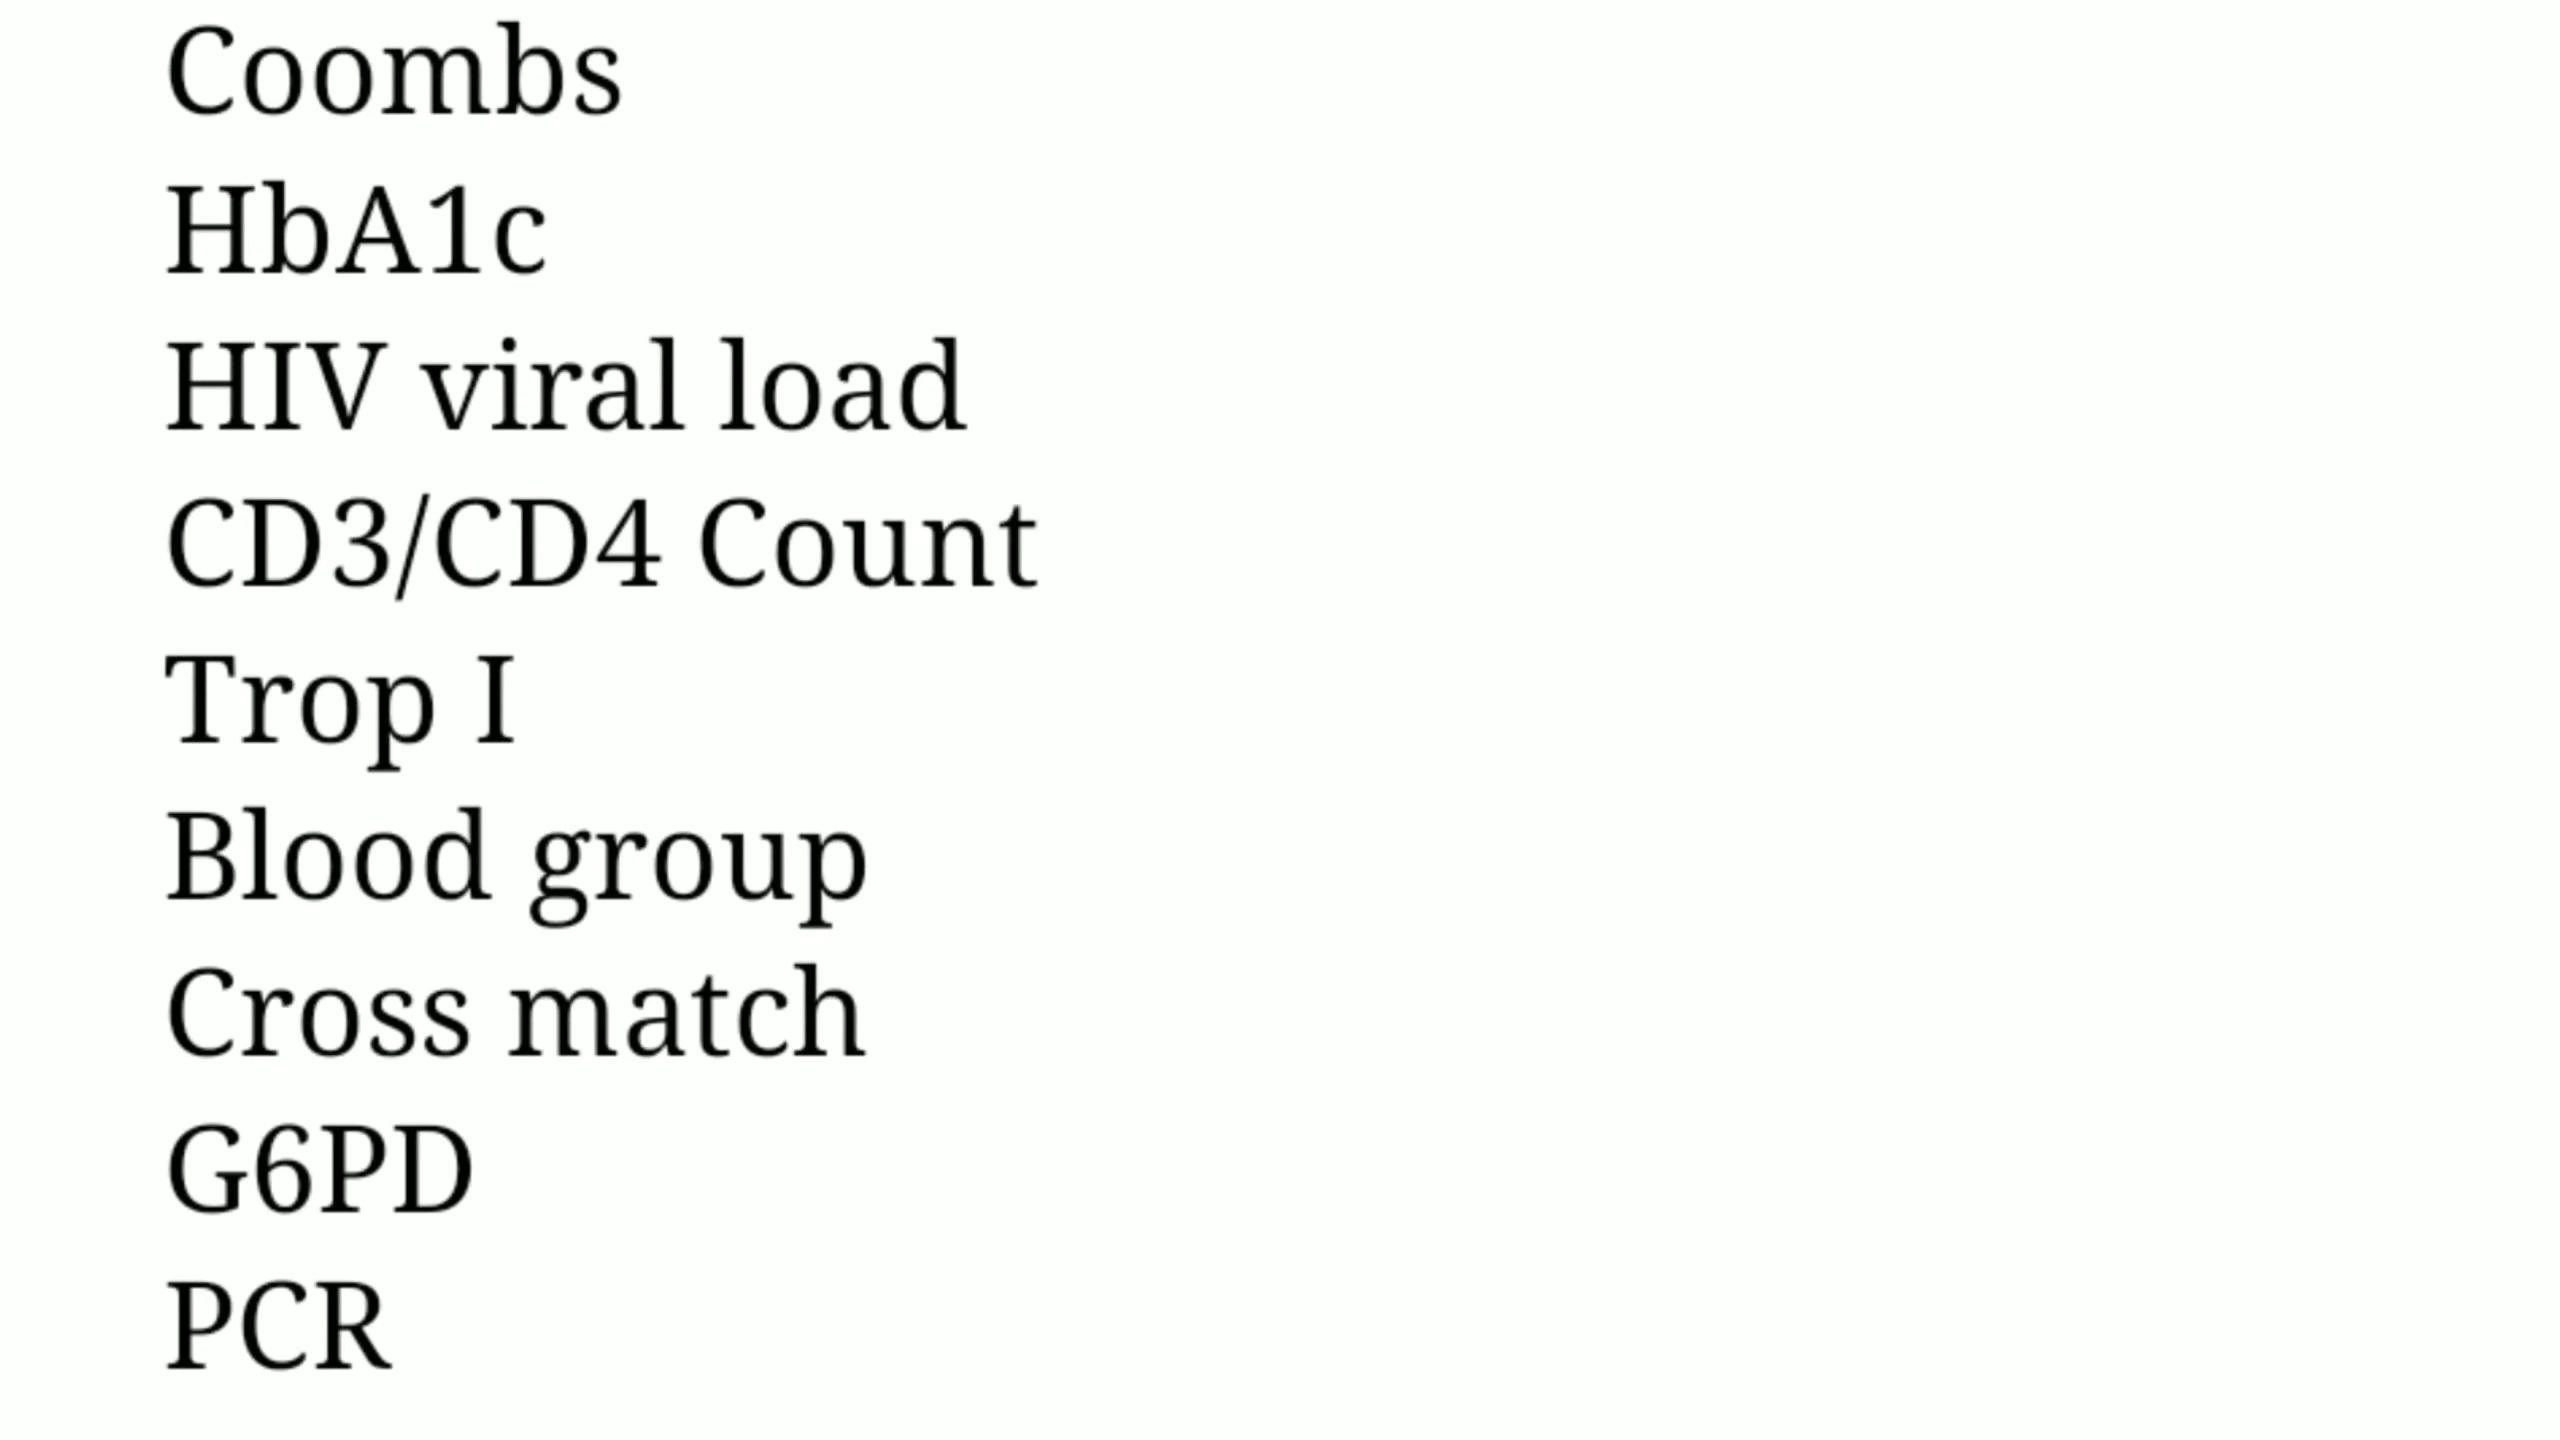 Coombs
HbA1c
HIV viral load
CD3/CD4 Count
Trop I
Blood group
Cross match
G6PD
PCR